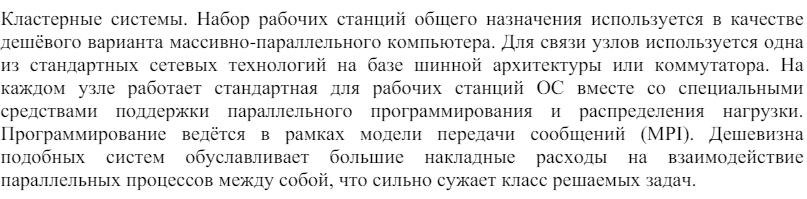 Кластерные системы. Набор рабочих станций общего назначения используется в качестве
дешёвого варианта массивно-параллельного компьютера. Для связи узлов используется одна
из стандартных сетевых технологий на базе шинной архитектуры или коммутатора. На
каждом узле работает стандартная для рабочих станций ОС вместе со специальными
средствами поддержки параллельного программирования и распределения нагрузки.
Программирование ведётся в рамках модели передачи сообщений (MPI). Дешевизна
подобных систем обуславливает большие накладные расходы на взаимодействие
параллельных процессов между собой, что сильно сужает класс решаемых задач.